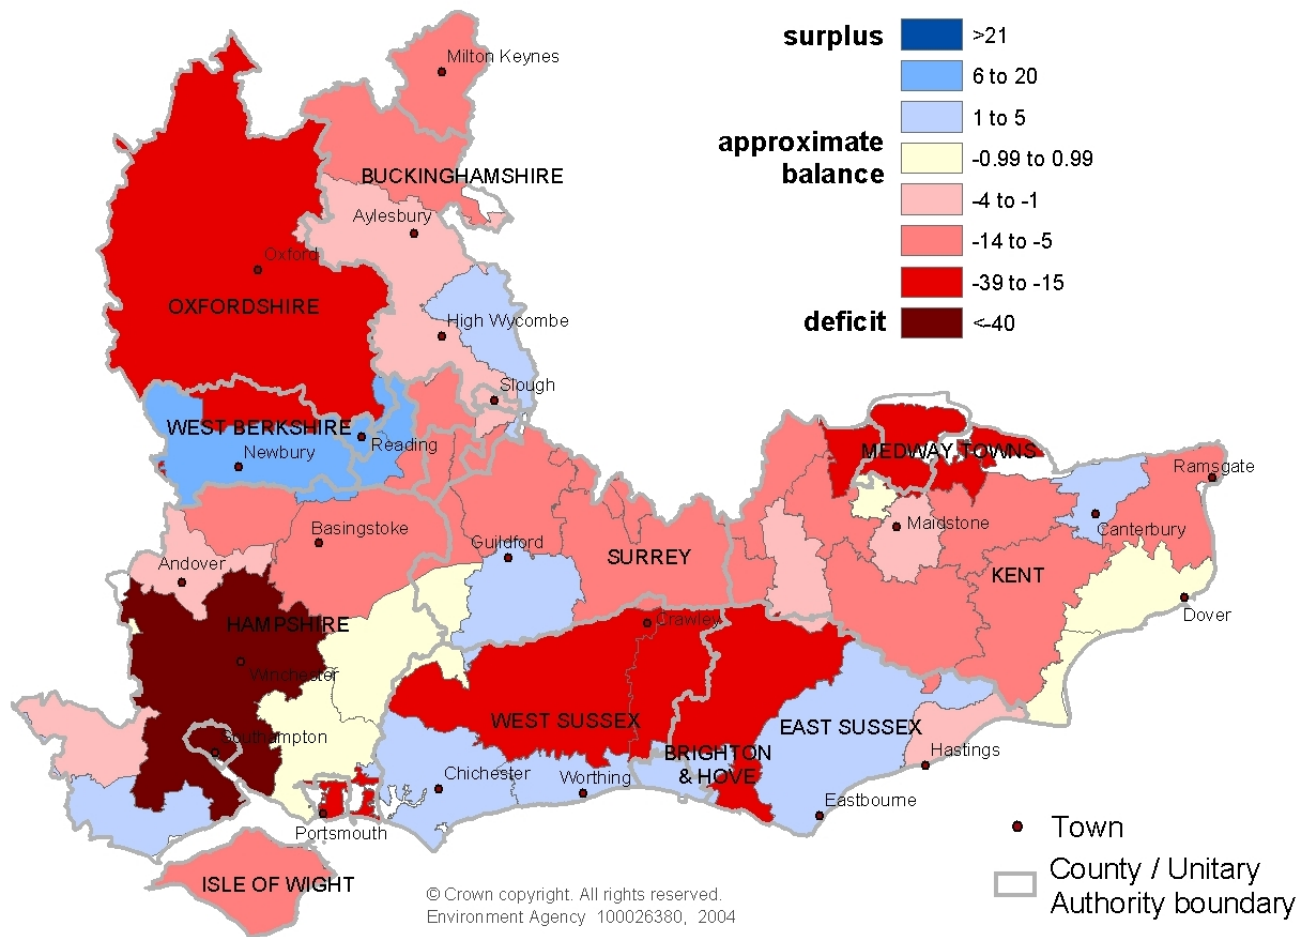 surplus
>21
6 to 20
1 to 5
approximate
balance
-0.99 to 0.99
-4 to -1
-14 to -5
-39 to -15
deficit
<-40
Milton Keynes
BUCKINGHAMSHIRE
Aylesbury
Oxford
OXFORDSHIRE
High Wycombe
Slough
WEST BERKSHIRE
Reading
Newbury
MEDWAY TOWNS
Ramsgate
Basingstoke
Maidstone
Canterbury
Guildford
Andover
SURREY
KENT
Dover
HAMPSHIRE
Crawley
Winchester
WEST SUSSEX
EAST SUSSEX
Southampton
BRIGHTON
& HOVE
Hastings
Chichester
Worthing
Eastbourne
Portsmouth
ISLE OF WIGHT
Town
County / Unitary
Authority boundary
© Crown copyright. All rights reserved.
Environment Agency 100026380, 2004